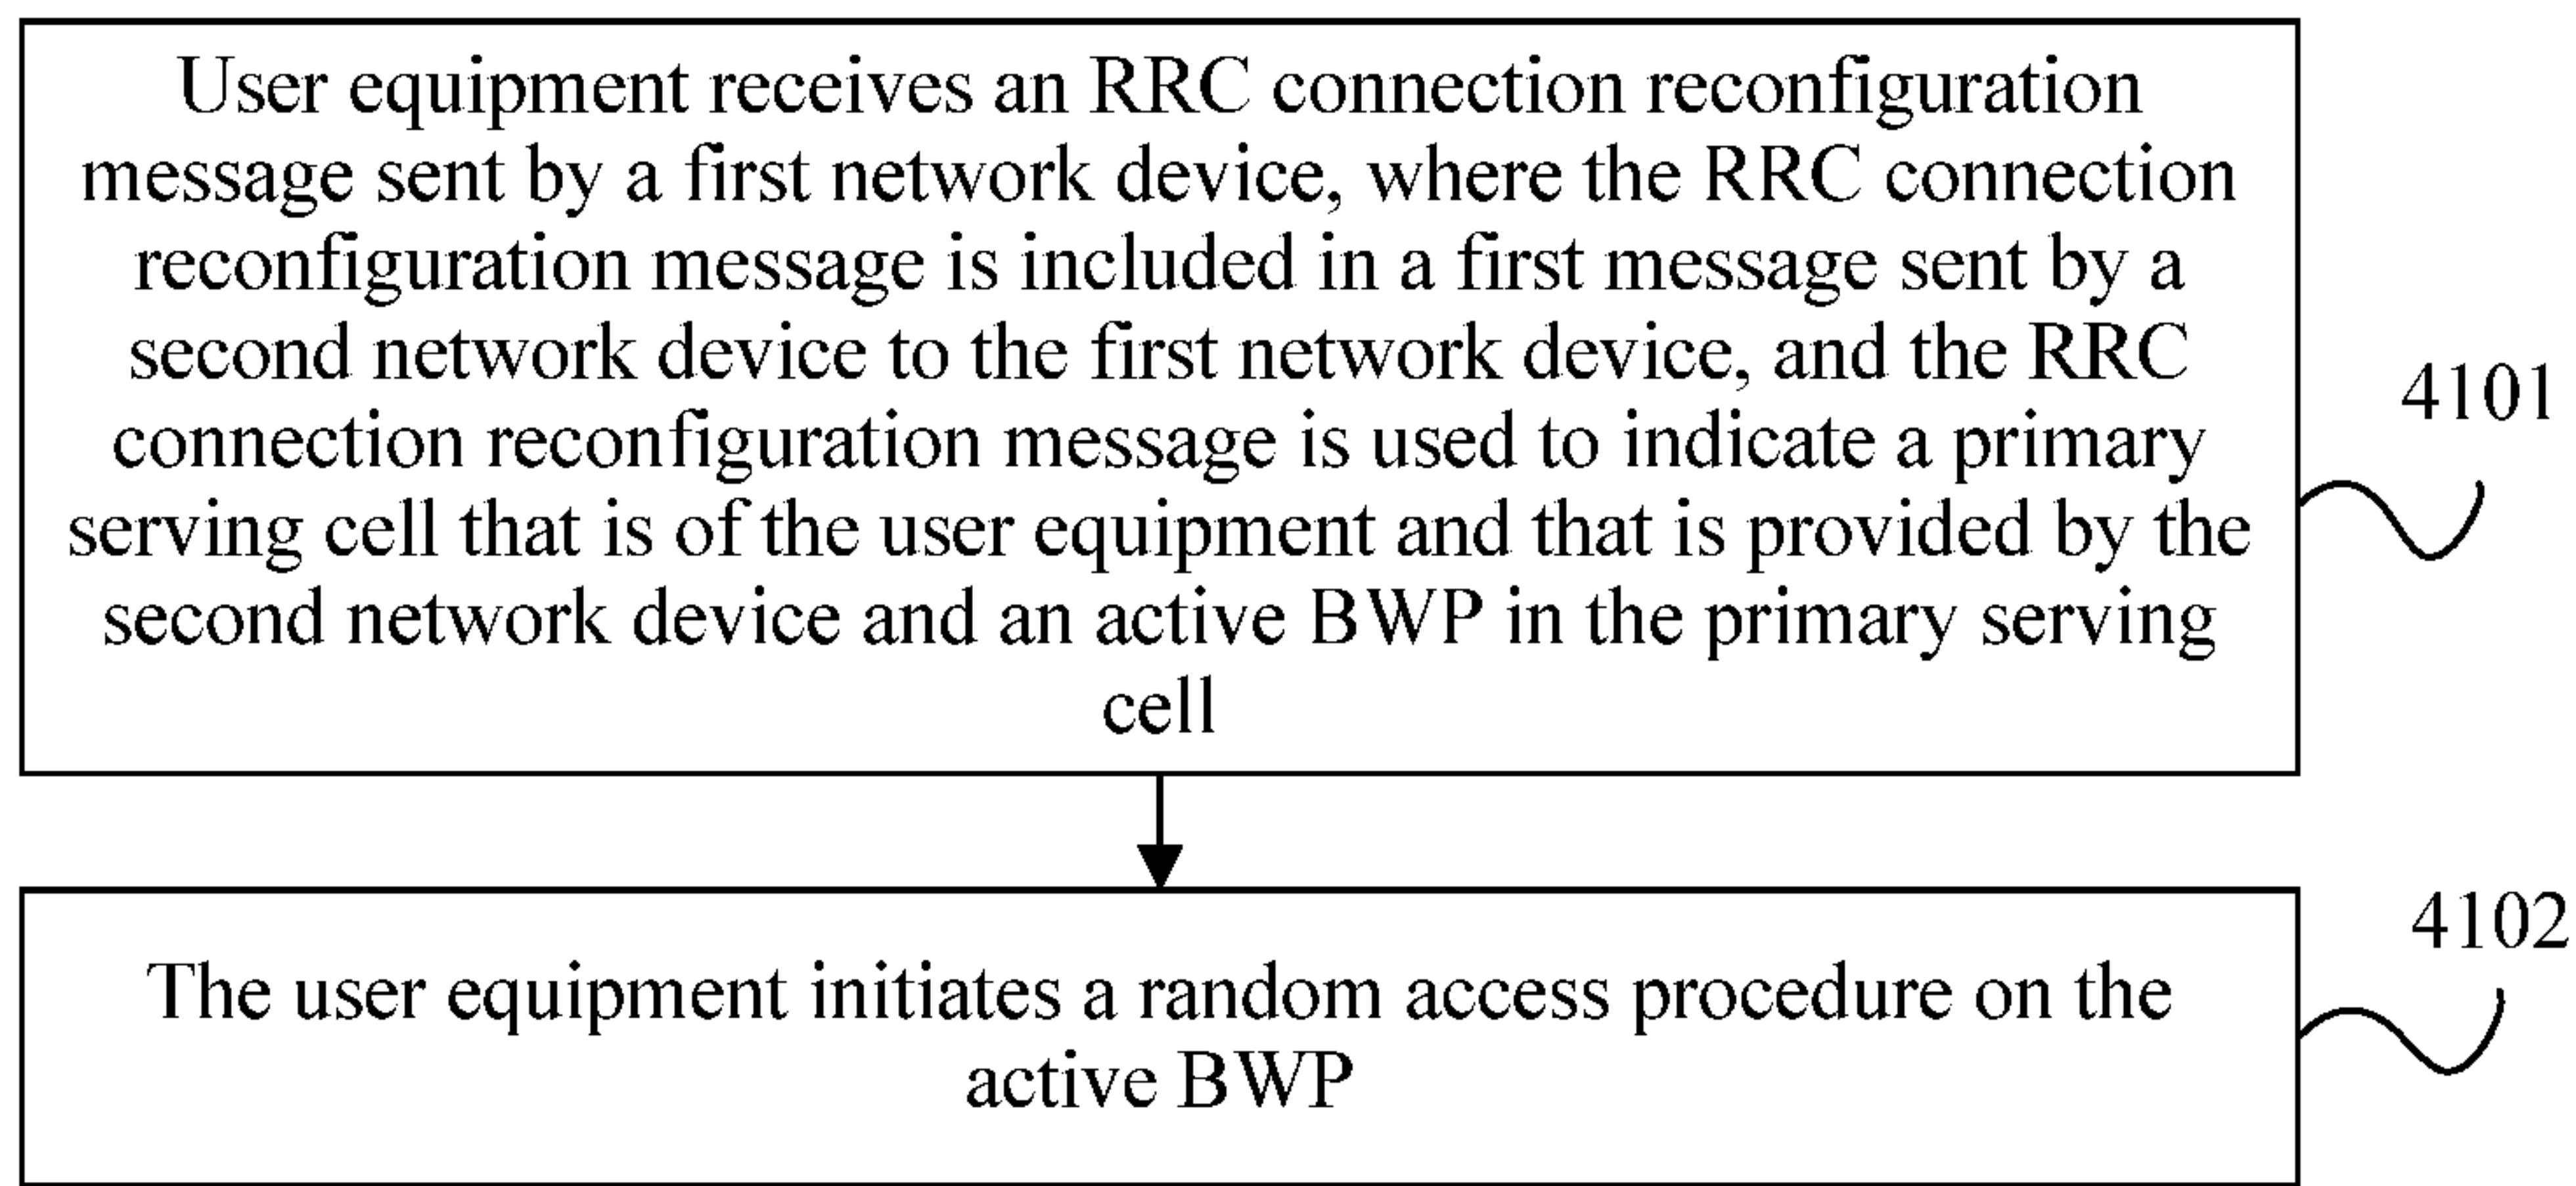 User equipment receives an RRC connection reconfiguration
message sent by a first network device, where the RRC connection
reconfiguration message is included in a first message sent by a
second network device to the first network device, and the RRC
connection reconfiguration message is used to indicate a primary
serving cell that is of the user equipment and that is provided by the
second network device and an active BWP in the primary serving
cell
4101
The user equipment initiates a random access procedure on the
active BWP
4102